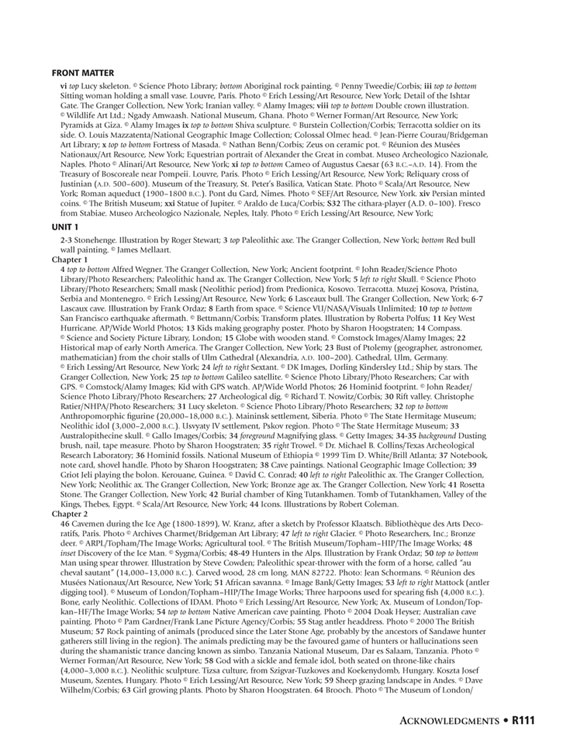 FRONT MATTER
vi top Lucy skeleton. © Science Photo Library; bottom Aboriginal rock painting. © Penny Tweedie/Corbis; iii top to bottom
Sitting woman holding a small vase. Louvre, Paris. Photo © Erich Lessing/Art Resource, New York; Detail of the Ishtar
Gate. The Granger Collection, New York; Iranian valley. © Alamy Images; viii top to bottom Double crown illustration.
© Wildlife Art Ltd.; Ngady Amwaash. National Museum, Ghana. Photo © Werner Forman/Art Resource, New York;
Pyramids at Giza. © Alamy Images ix top to bottom Shiva sculpture. © Burstein Collection/Corbis; Terracotta soldier on its
side. O. Louis Mazzatenta/National Geographic Image Collection; Colossal Olmec head. © Jean-Pierre Courau/Bridgeman
Art Library; x top to bottom Fortress of Masada. © Nathan Benn/Corbis; Zeus on ceramic pot. © Réunion des Musées
Nationaux/Art Resource, New York; Equestrian portrait of Alexander the Great in combat. Museo Archeologico Nazionale,
Naples. Photo © Alinari/Art Resource, New York; xi top to bottom Cameo of Augustus Caesar (63 B.C.–A.D. 14). From the
Treasury of Boscoreale near Pompeii. Louvre, Paris. Photo © Erich Lessing/Art Resource, New York; Reliquary cross of
Justinian (A.D. 500–600). Museum of the Treasury, St. Peter's Basilica, Vatican State. Photo © Scala/Art Resource, New
York; Roman aqueduct (1900–1800 B.C.). Pont du Gard, Nimes. Photo © SEF/Art Resource, New York. xiv Persian minted
coins. © The British Museum; xxi Statue of Jupiter. © Araldo de Luca/Corbis; S32 The cithara-player (A.D. 0–100). Fresco
from Stabiae. Museo Archeologico Nazionale, Neples, Italy. Photo © Erich Lessing/Art Resource, New York;
UNIT 1
2-3 Stonehenge. Illustration by Roger Stewart; 3 top Paleolithic axe. The Granger Collection, New York; bottom Red bull
wall painting. © James Mellaart.
Chapter 1
4 top to bottom Alfred Wegner. The Granger Collection, New York; Ancient footprint. © John Reader/Science Photo
Library/Photo Researchers; Paleolithic hand ax. The Granger Collection, New York; 5 left to right Skull. © Science Photo
Library/Photo Researchers; Small mask (Neolithic period) from Predionica, Kosovo. Terracotta. Muzej Kosova, Pristina,
Serbia and Montenegro. © Erich Lessing/Art Resource, New York; 6 Lasceaux bull. The Granger Collection, New York; 6-7
Lascaux cave. Illustration by Frank Ordaz; 8 Earth from space. © Science VU/NASA/Visuals Unlimited; 10 top to bottom
San Francisco earthquake aftermath. © Bettmann/Corbis; Transform plates. Illustration by Roberta Polfus; 11 Key West
Hurricane. AP/Wide World Photos; 13 Kids making geography poster. Photo by Sharon Hoogstraten; 14 Compass.
© Science and Society Picture Library, London; 15 Globe with wooden stand. © Comstock Images/Alamy Images; 22
Historical map of early North America. The Granger Collection, New York; 23 Bust of Ptolemy (geographer, astronomer,
mathematician) from the choir stalls of Ulm Cathedral (Alexandria, A.D. 100–200). Cathedral, Ulm, Germany.
© Erich Lessing/Art Resource, New York; 24 left to right Sextant. © DK Images, Dorling Kindersley Ltd.; Ship by stars. The
Granger Collection, New York; 25 top to bottom Galileo satellite. © Science Photo Library/Photo Researchers; Car with
GPS. © Comstock/Alamy Images; Kid with GPS watch. AP/Wide World Photos; 26 Hominid footprint. © John Reader/
Science Photo Library/Photo Researchers; 27 Archeological dig. © Richard T. Nowitz/Corbis; 30 Rift valley. Christophe
Ratier/NHPA/Photo Researchers; 31 Lucy skeleton. © Science Photo Library/Photo Researchers; 32 top to bottom
Anthropomorphic figurine (20,000–18,000 B.C.). Maininsk settlement, Siberia. Photo © The State Hermitage Museum;
Neolithic idol (3,000–2,000 B.C.). Usvyaty IV settlement, Pskov region. Photo © The State Hermitage Museum; 33
Australopithecine skull. © Gallo Images/Corbis; 34 foreground Magnifying glass. © Getty Images; 34-35 background Dusting
brush, nail, tape measure. Photo by Sharon Hoogstraten; 35 right Trowel. © Dr. Michael B. Collins/Texas Archeological
Research Laboratory; 36 Hominid fossils. National Museum of Ethiopia © 1999 Tim D. White/Brill Atlanta; 37 Notebook,
note card, shovel handle. Photo by Sharon Hoogstraten; 38 Cave paintings. National Geographic Image Collection; 39
Griot Ieli playing the bolon. Kerouane, Guinea. © David C. Conrad; 40 left to right Paleolithic ax. The Granger Collection,
New York; Neolithic ax. The Granger Collection, New York; Bronze age ax. The Granger Collection, New York; 41 Rosetta
Stone. The Granger Collection, New York; 42 Burial chamber of King Tutankhamen. Tomb of Tutankhamen, Valley of the
Kings, Thebes, Egypt. © Scala/Art Resource, New York; 44 Icons. Illustrations by Robert Coleman.
Chapter 2
46 Cavemen during the Ice Age (1800-1899), W. Kranz, after a sketch by Professor Klaatsch. Bibliothèque des Arts Deco-
ratifs, Paris. Photo © Archives Charmet/Bridgeman Art Library; 47 left to right Glacier. © Photo Researchers, Inc.; Bronze
deer. © ARPL/Topham/The Image Works; Agricultural tool. © The British Museum/Topham–HIP/The Image Works; 48
inset Discovery of the Ice Man. © Sygma/Corbis; 48-49 Hunters in the Alps. Illustration by Frank Ordaz; 50 top to bottom
Man using spear thrower. Illustration by Steve Cowden; Paleolithic spear-thrower with the form of a horse, called "au
cheval sautant" (14,000–13,000 B.C.). Carved wood, 28 cm long, MAN 82722. Photo: Jean Schormans. © Réunion des
Musées Nationaux/Art Resource, New York; 51 African savanna. © Image Bank/Getty Images; 53 left to right Mattock (antler
digging tool). © Museum of London/Topham–HIP/The Image Works; Three harpoons used for spearing fish (4,000 B.C.).
Bone, early Neolithic. Collections of IDAM. Photo © Erich Lessing/Art Resource, New York; Ax. Museum of London/Top-
kan–HF/The Image Works; 54 top to bottom Native American cave painting. Photo © 2004 Doak Heyser; Australian cave
painting. Photo © Pam Gardner/Frank Lane Picture Agency/Corbis; 55 Stag antler headdress. Photo © 2000 The British
Museum; 57 Rock painting of animals (produced since the Later Stone Age, probably by the ancestors of Sandawe hunter
gatherers still living in the region). The animals predicting may be the favoured game of hunters or hallucinations seen
during the shamanistic trance dancing known as simbo. Tanzania National Museum, Dar es Salaam, Tanzania. Photo ©
Werner Forman/Art Resource, New York; 58 God with a sickle and female idol, both seated on throne-like chairs
(4,000–3,000 B.C.). Neolithic sculpture. Tizsa culture, from Szigvar-Tuzkoves and Koekenydomb, Hungary. Koszta Josef
Museum, Szentes, Hungary. Photo © Erich Lessing/Art Resource, New York; 59 Sheep grazing landscape in Andes. © Dave
Wilhelm/Corbis; 63 Girl growing plants. Photo by Sharon Hoogstraten. 64 Brooch. Photo © The Museum of London/
ACKNOWLEDGMENTS • R111